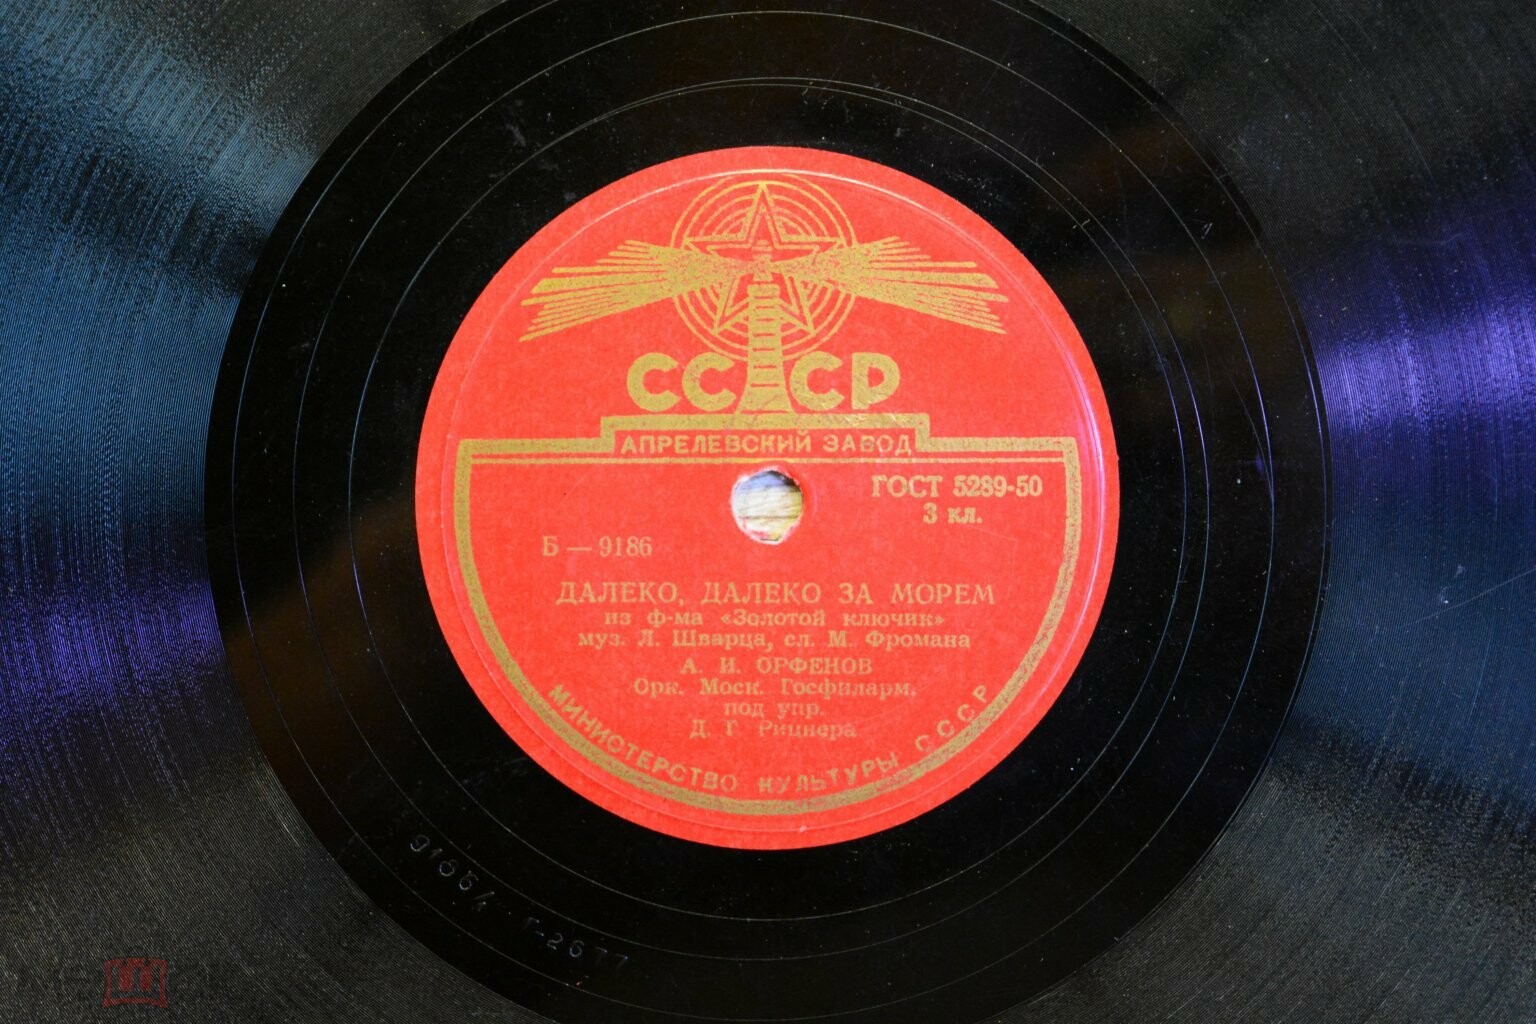 СССР
АПРЕЛЕВСКИЙ ЗАВОД
ГОСТ 5289-50
3 кл.
Б — 9186
ДАЛЕКО, ДАЛЕКО ЗА МОРЕМ
из ф-ма «Золотой ключик»
муз. Л. Шварца, сл. М. Фромана
А. И. ОРФЕНОВ
Орк. Моск. Госфиларм.
под упр.
Д. Г. Рицнера
МИНИСТЕРСТВО КУЛЬТУРЫ СССР